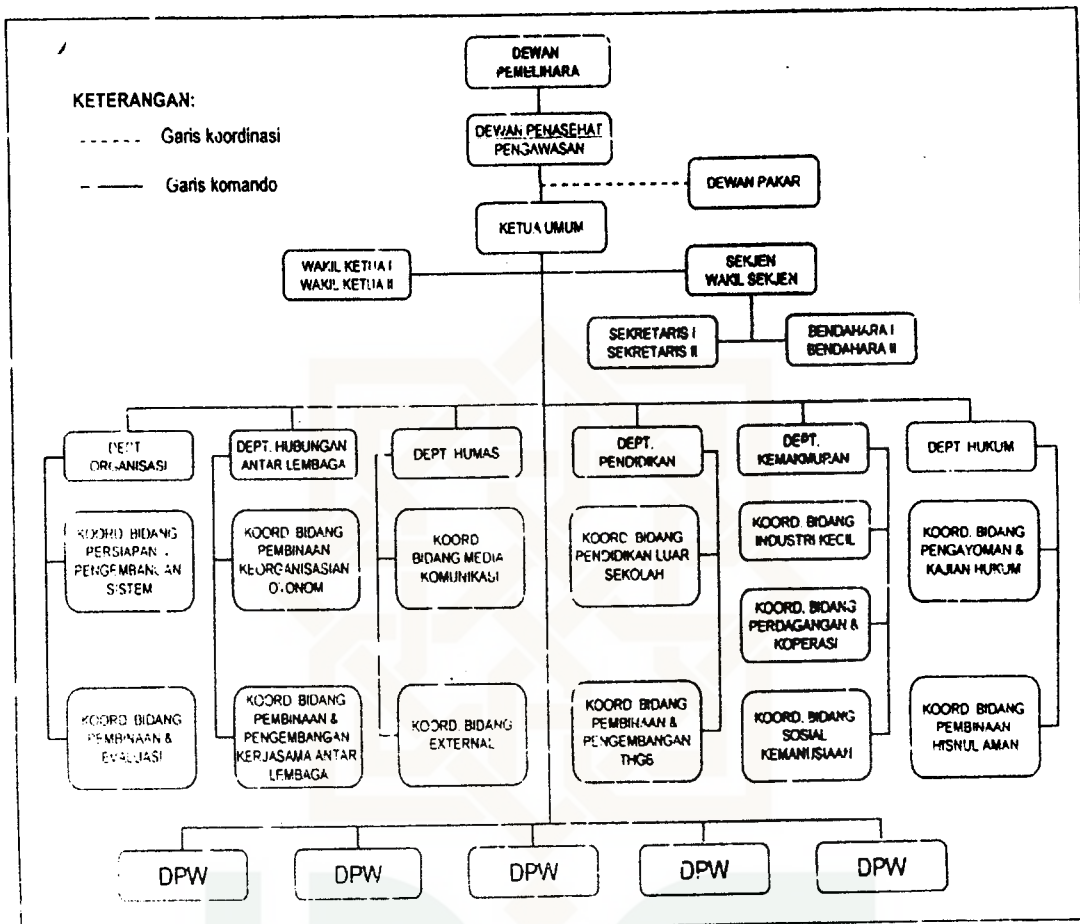 DEWAN
PEMELIHARA
KETERANGAN:
Garis koordinasi
Garis komando
DEWAN PENASEHAT
PENGAWASAN
DEWAN PAKAR
KETUA UMUM
WAKIL KETUA I
WAKIL KETUA II
SEKJEN
WAKIL SEKJEN
SEKRETARIS I
SEKRETARIS II
BENDAHARA I
BENDAHARA II
DEPT
ORGANISASI
DEPT. HUBUNGAN
ANTAR LEMBAGA
DEPT HUMAS
DEPT.
PENDIDIKAN
DEPT.
KEMAKMURAN
DEPT HUKUM
KOORD BIDANG
PERSIAPAN
PENGEMBANGAN
SISTEM
KOORD BIDANG
PEMBINAAN
KEORGANISASIAN
OTONOM
KOORD
BIDANG MEDIA
KOMUNIKASI
KOORD BIDANG
PENDIDIKAN LUAR
SEKOLAH
KOORD. BIDANG
INDUSTRI KECIL
KOORD. BIDANG
PERDAGANGAN &
KOPERASI
KOORD. BIDANG
PENGAYOMAN &
KAJIAN HUKUM
KOORD BIDANG
PEMBINAAN &
EVALUASI
KOORD BIDANG
PEMBINAAN &
PENGEMBANGAN
KERJASAMA ANTAR
LEMBAGA
KOORD. BIDANG
EXTERNAL
KOORD BIDANG
PEMBINAAN &
PENGEMBANGAN
KOORD. BIDANG
SOSIAL
KEMANUSIAAN
KOORD BIDANG
PEMBINAAN
HISNUL AMAN
DPW
DPW
DPW
DPW
DPW